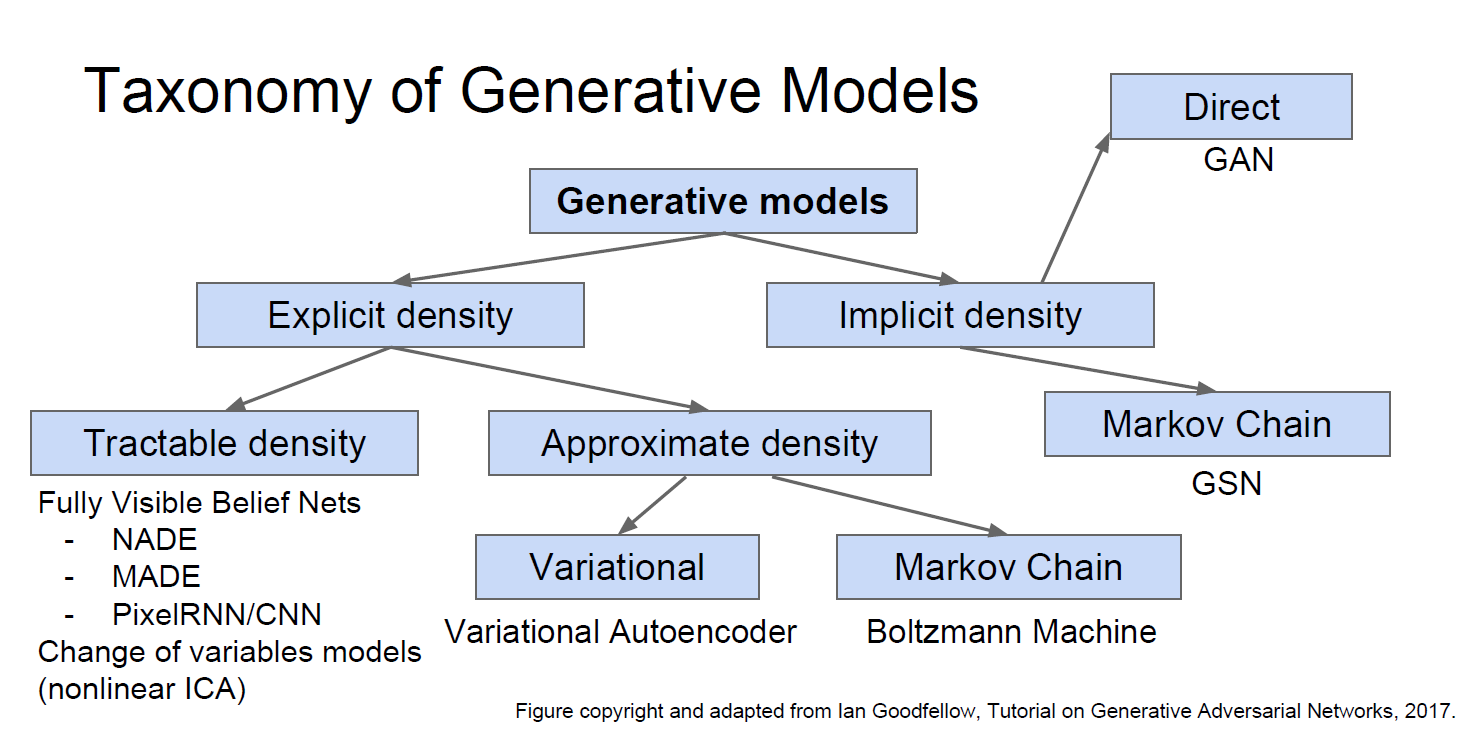 Taxonomy of Generative Models
Direct
GAN
Generative models
Explicit density
Implicit density
Tractable density
Approximate density
Markov Chain
GSN
Fully Visible Belief Nets
- NADE
- MADE
- PixelRNN/CNN
Change of variables models
(nonlinear ICA)
Variational
Markov Chain
Variational Autoencoder
Boltzmann Machine
Figure copyright and adapted from Ian Goodfellow, Tutorial on Generative Adversarial Networks, 2017.